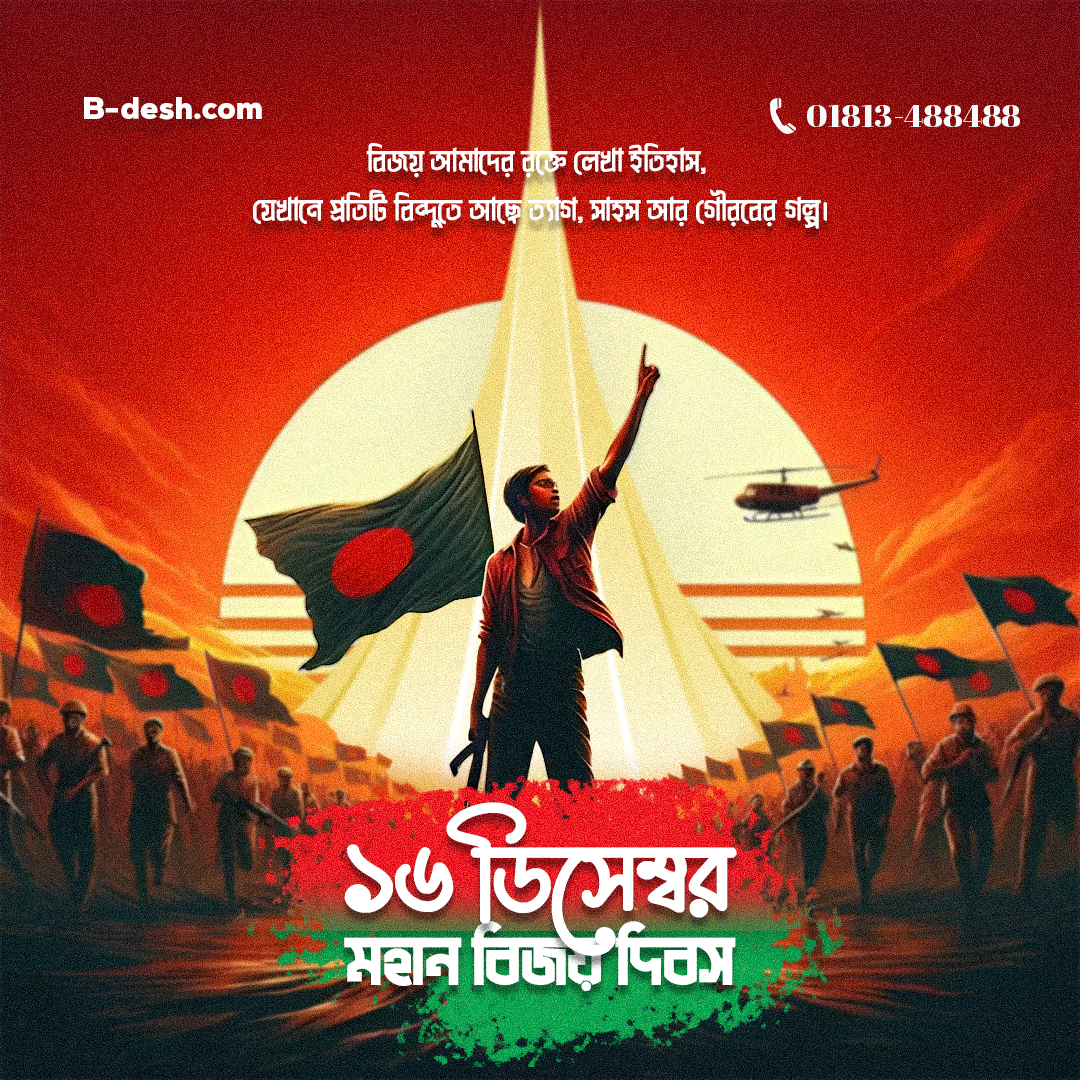 B-desh.com
01813-488488
বিজয় আমাদের রক্তে লেখা ইতিহাস,
যেখানে প্রতিটি বিন্দুতে আছে ত্যাগ, সাহস আর গৌরবের গল্প।
১৬ ডিসেম্বর
মহান বিজয় দিবস